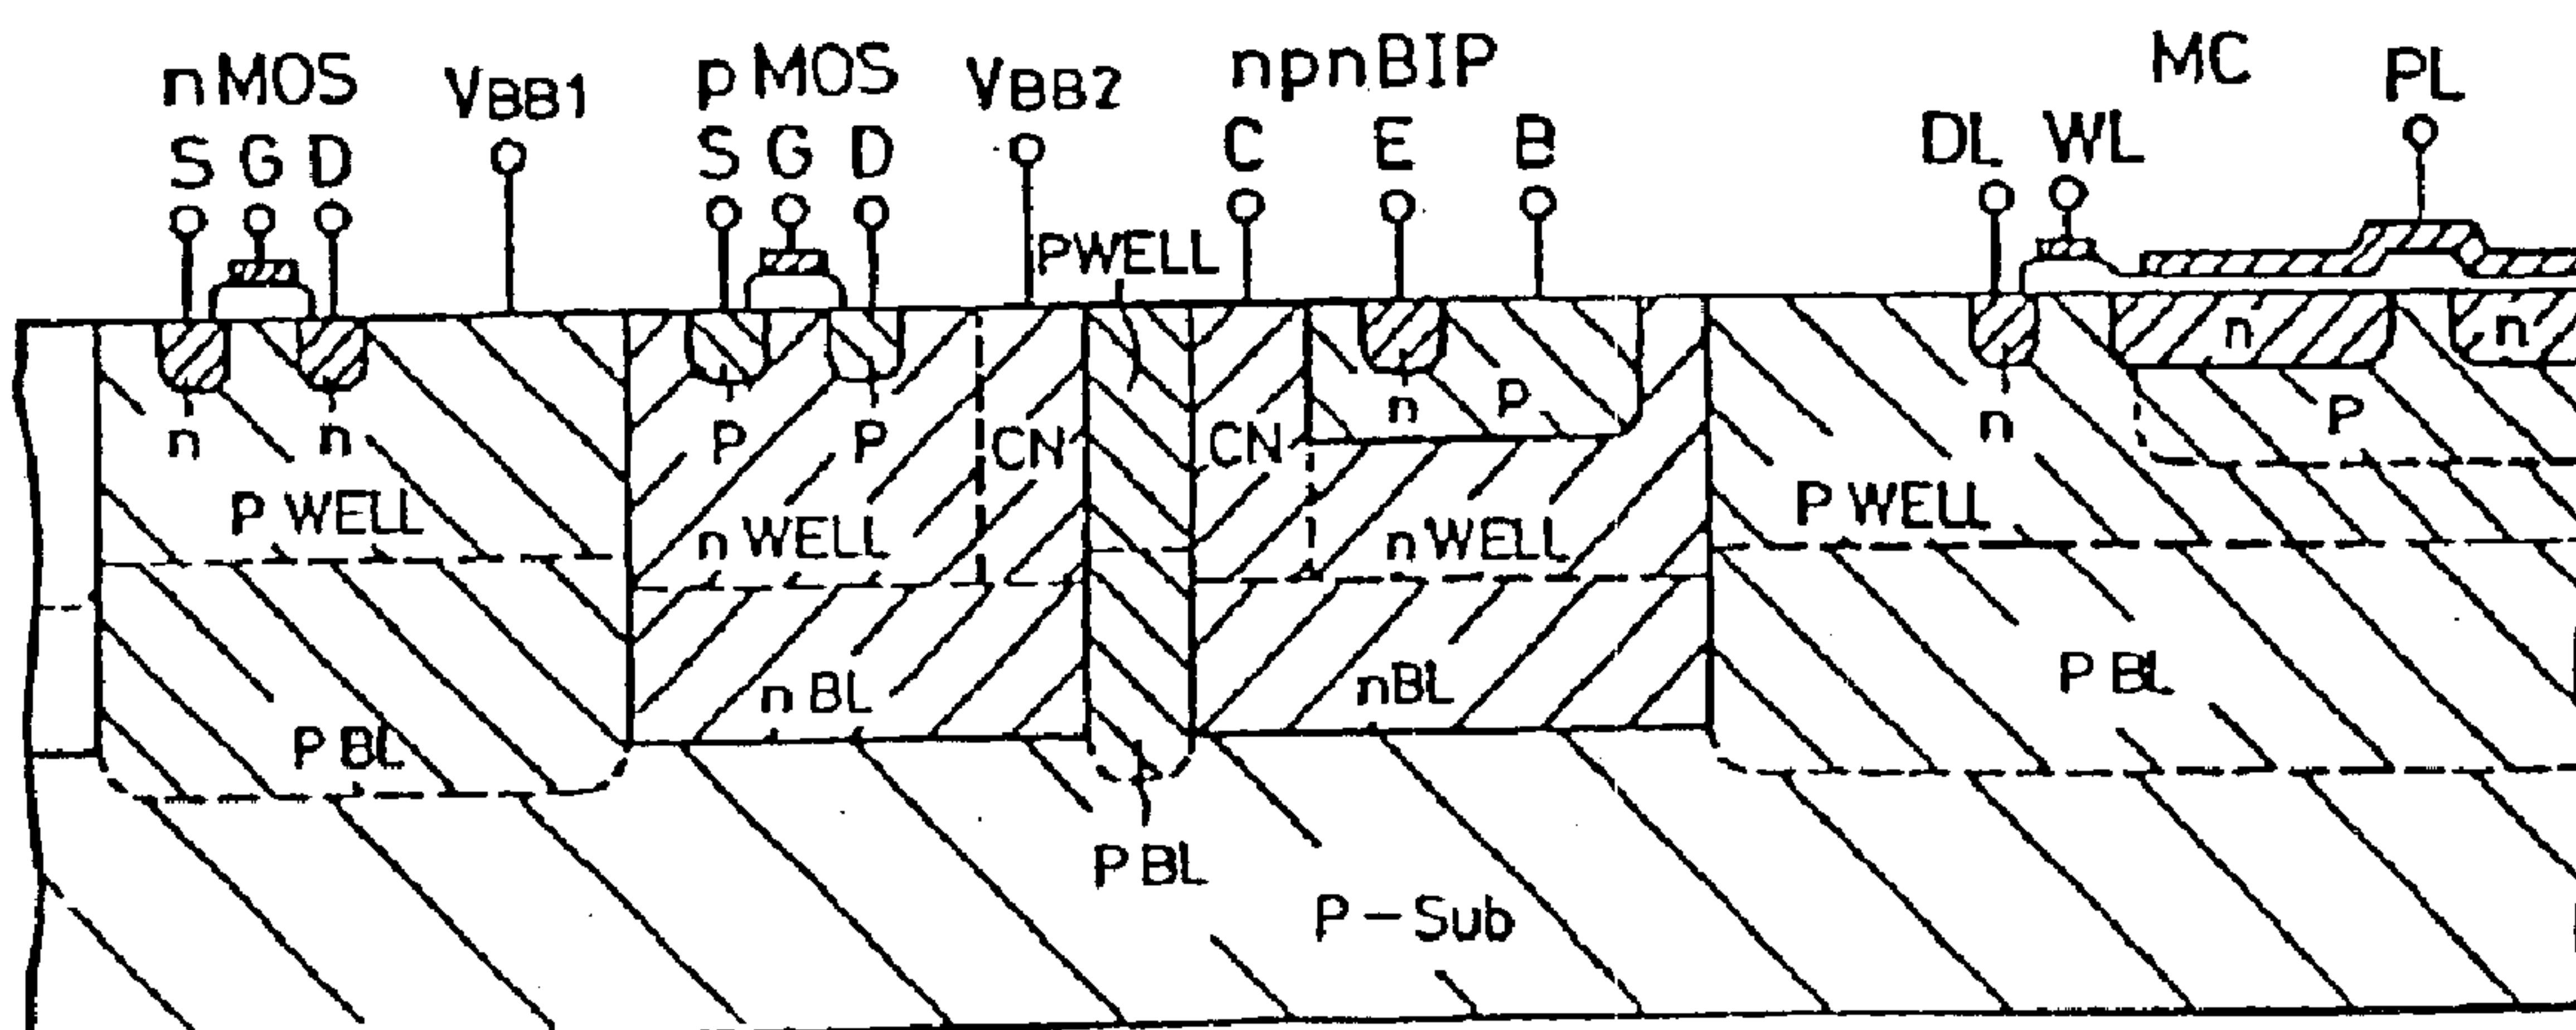 nMOS
VBB1
pMOS
VBB2
npnBIP
MC
PL
S G D
S G D
C E B
DL WL
PWELL
n n
P P
n P
n
n
n
P
CN
CN
P WELL
n WELL
n WELL
P WELL
P BL
n BL
nBL
P BL
P BL
P-Sub